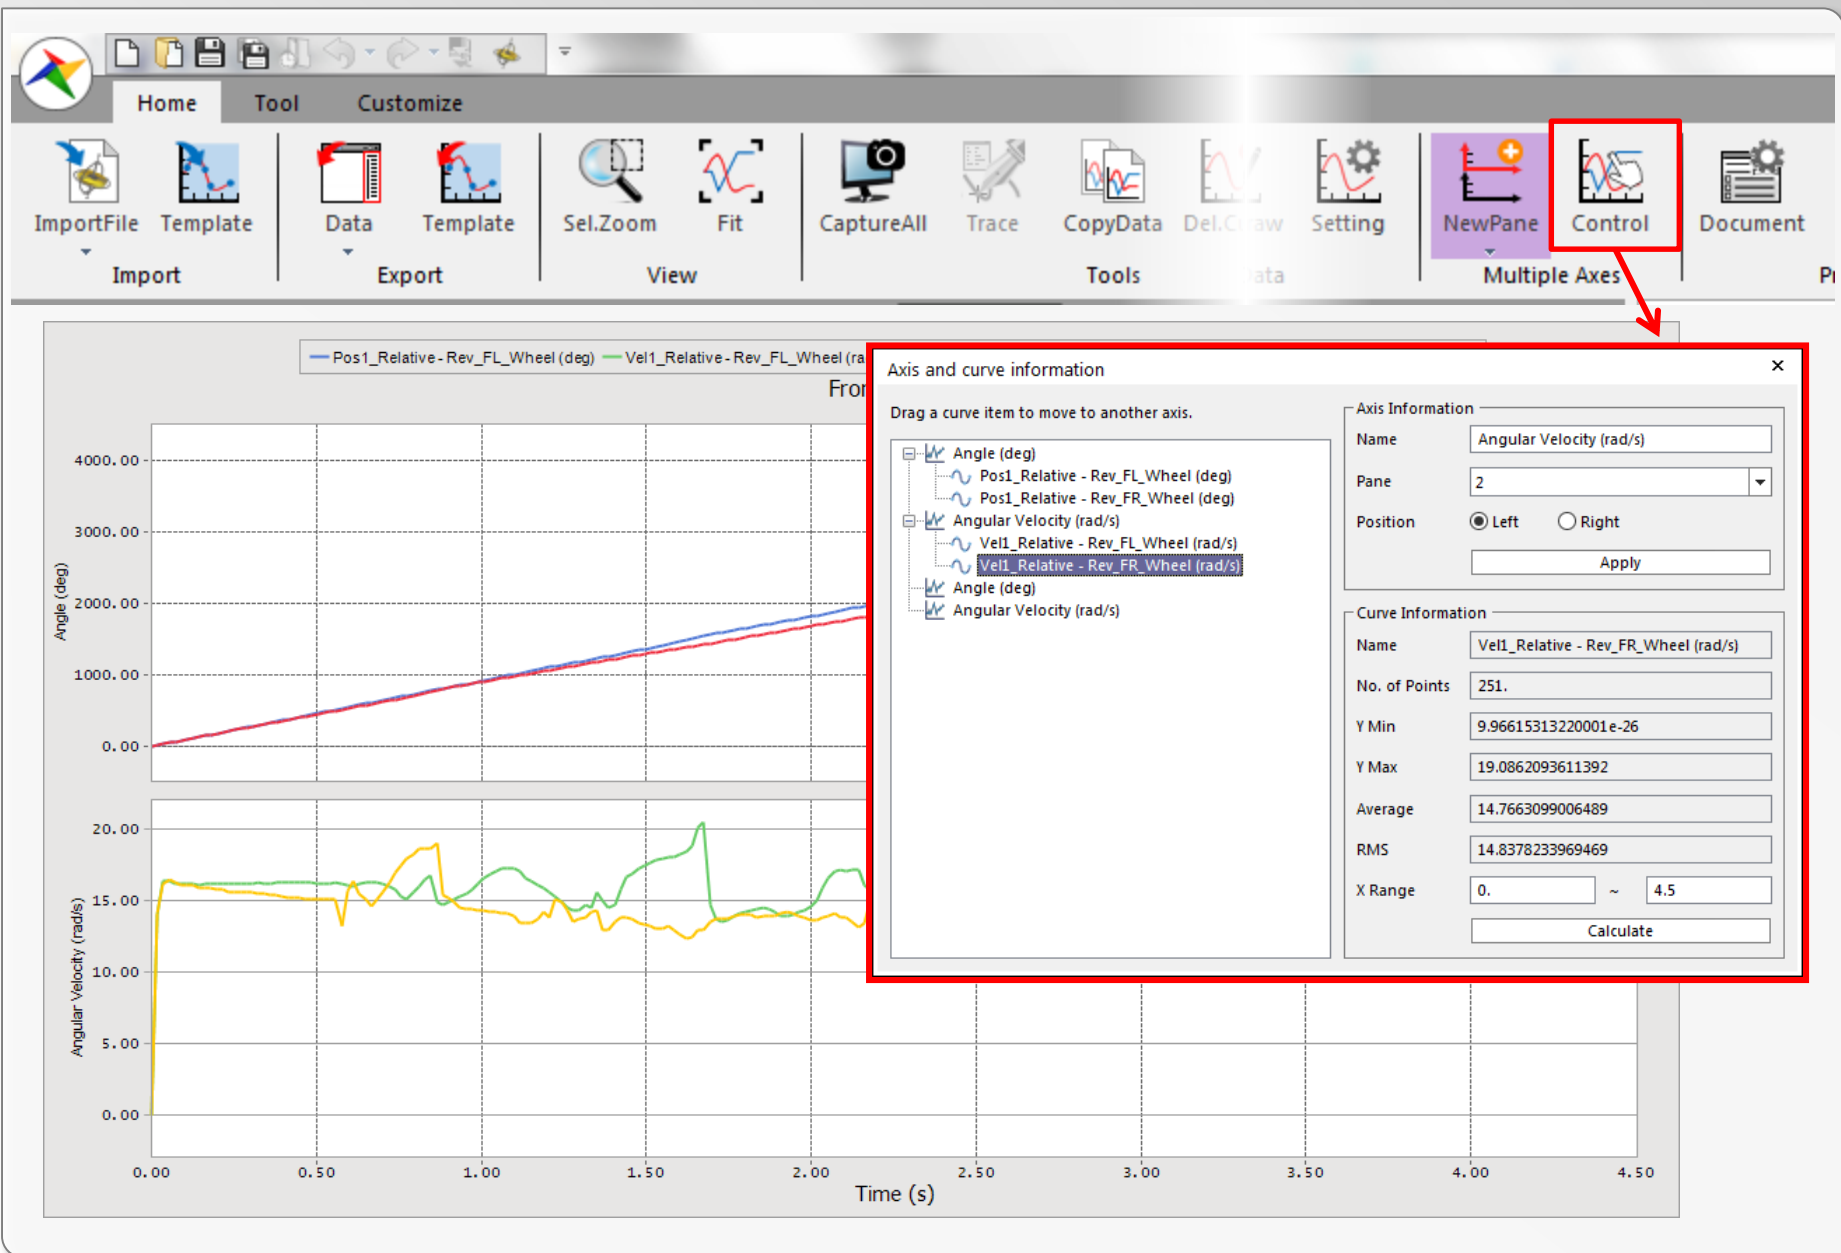 Home Tool Customize
ImportFile Template Data Template Sel.Zoom Fit CaptureAll Trace CopyData Setting NewPane Control Document
Import Export View Tools Multiple Axes
Pos1_Relative - Rev_FL_Wheel (deg) Vel1_Relative - Rev_FL_Wheel (ra
Fror
Angle (deg)
4000.00
3000.00
2000.00
1000.00
0.00
Angular Velocity (rad/s)
20.00
15.00
10.00
5.00
0.00
0.00 0.50 1.00 1.50 2.00 2.50 3.00 3.50 4.00 4.50
Time (s)
Axis and curve information
Drag a curve item to move to another axis.
Angle (deg)
Pos1_Relative - Rev_FL_Wheel (deg)
Pos1_Relative - Rev_FR_Wheel (deg)
Angular Velocity (rad/s)
Vel1_Relative - Rev_FL_Wheel (rad/s)
Vel1_Relative - Rev_FR_Wheel (rad/s)
Angle (deg)
Angular Velocity (rad/s)
Axis Information
Name Angular Velocity (rad/s)
Pane 2
Position Left Right
Apply
Curve Information
Name Vel1_Relative - Rev_FR_Wheel (rad/s)
No. of Points 251.
Y Min 9.96615313220001e-26
Y Max 19.0862093611392
Average 14.7663099006489
RMS 14.8378233969469
X Range 0. ~ 4.5
Calculate